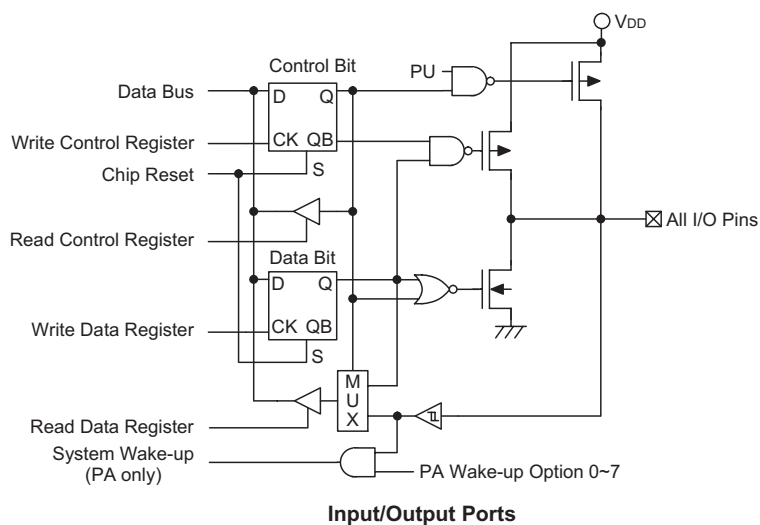 VDD
Control Bit
PU
Data Bus
D Q
Write Control Register
CK QB
Chip Reset
S
All I/O Pins
Read Control Register
Data Bit
D Q
Write Data Register
CK QB
S
M
U
X
Read Data Register
System Wake-up
(PA only)
PA Wake-up Option 0~7
Input/Output Ports